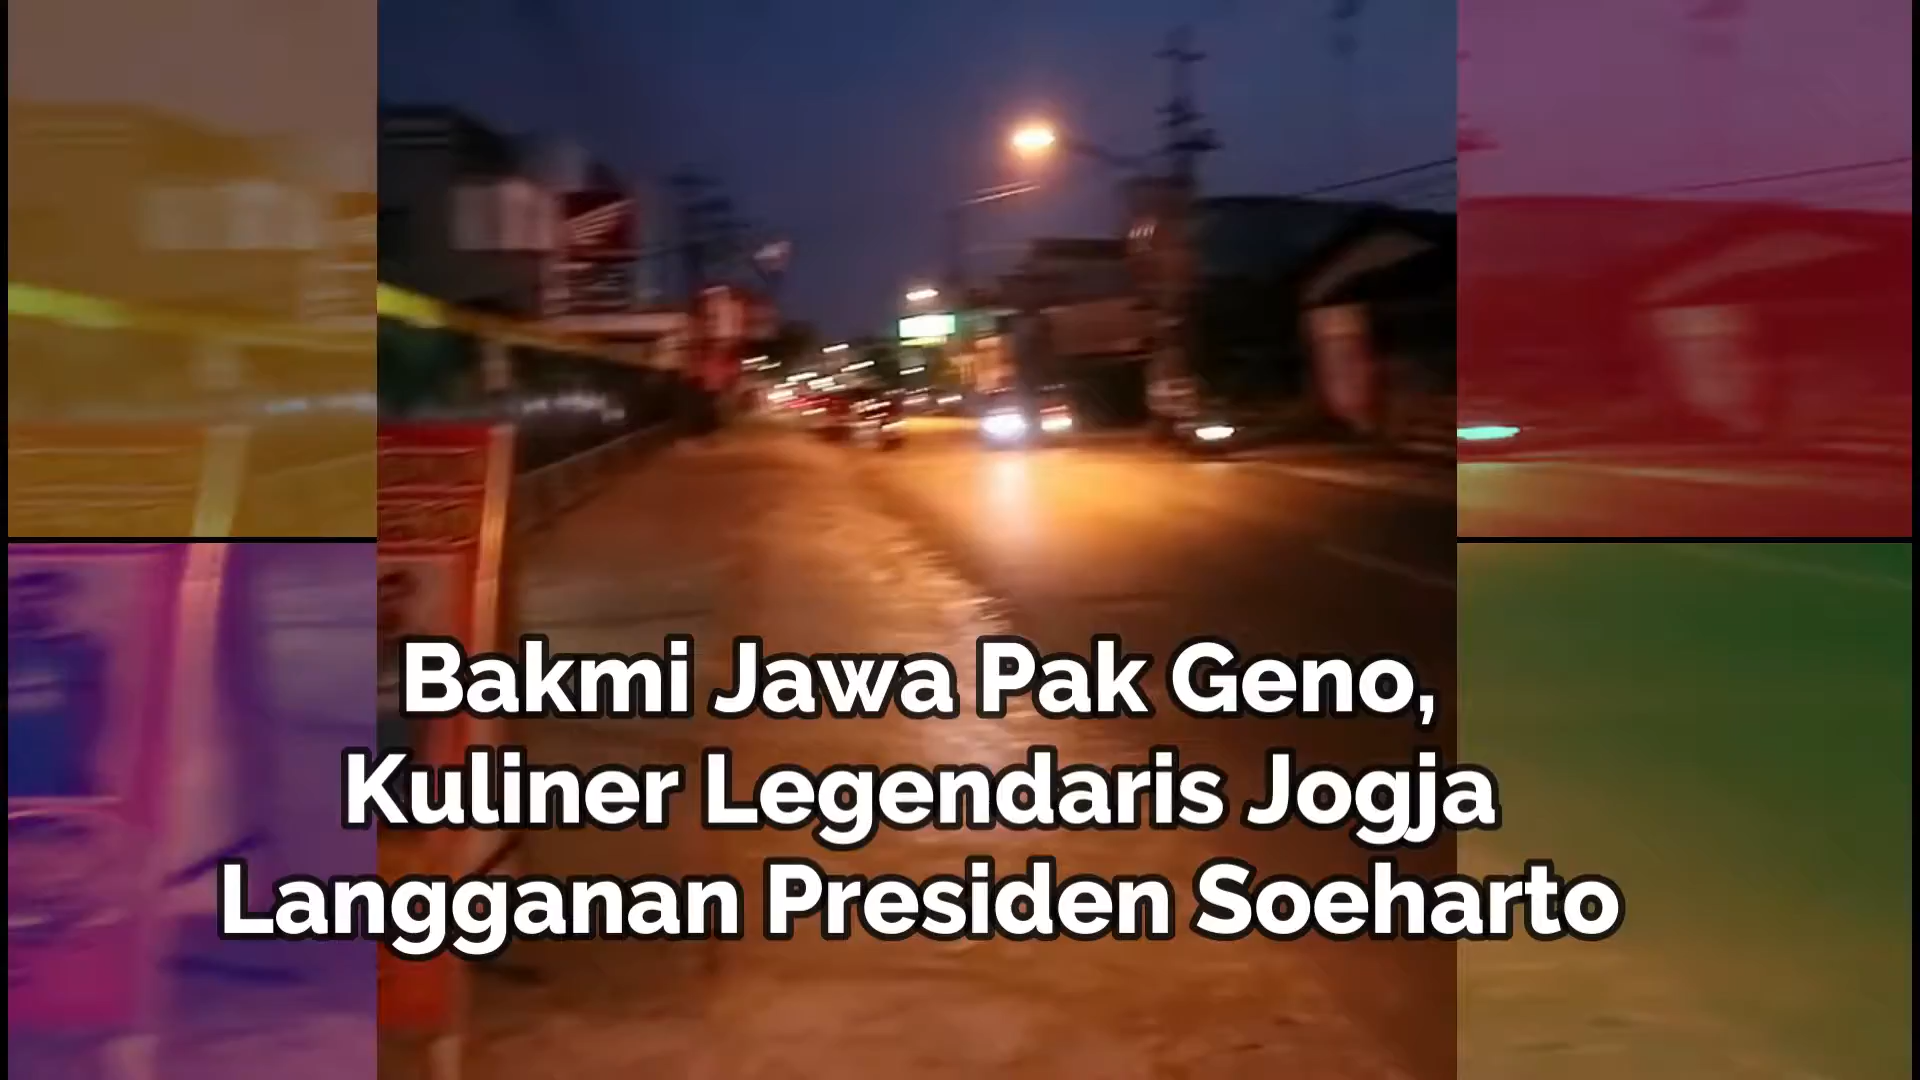 Bakmi Jawa Pak Geno,
Kuliner Legendaris Jogja
Langganan Presiden Soeharto